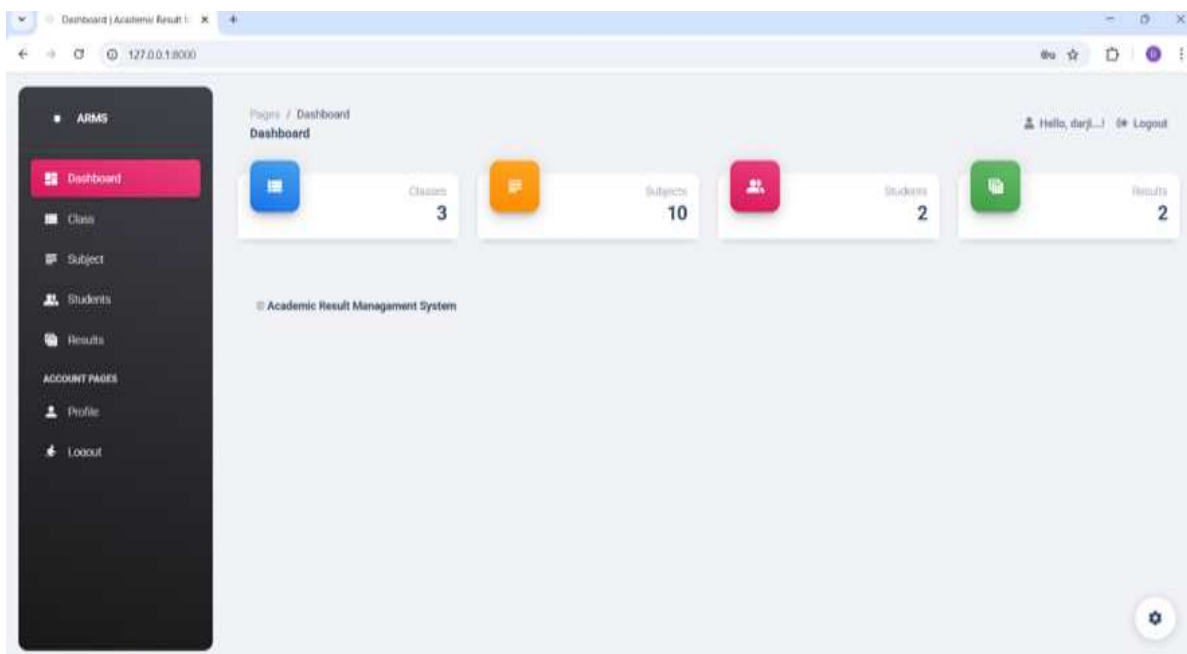 Dashboard | Academic Result
127.0.0.1:8000
ARMS
Dashboard
Class
Subject
Students
Results
ACCOUNT PAGES
Profile
Logout
Pages / Dashboard
Dashboard
Hello, darji...! Logout
Classes
3
Subjects
10
Students
2
Results
2
Academic Result Managament System